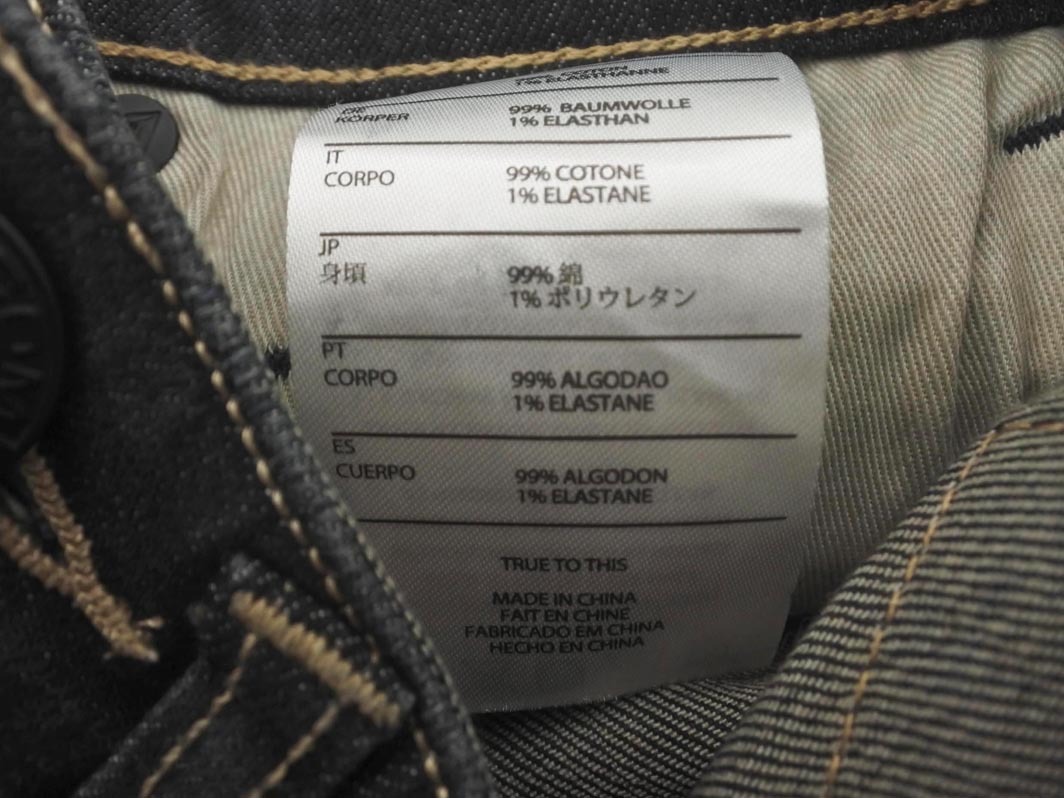 1% ELASTHANNE
DE
KÖRPER
99% BAUMWOLLE
1% ELASTHAN
IT
CORPO
99% COTONE
1% ELASTANE
JP
身頃
99% 綿
1% ポリウレタン
PT
CORPO
99% ALGODAO
1% ELASTANE
ES
CUERPO
99% ALGODON
1% ELASTANE
TRUE TO THIS
MADE IN CHINA
FAIT EN CHINE
FABRICADO EM CHINA
HECHO EN CHINA